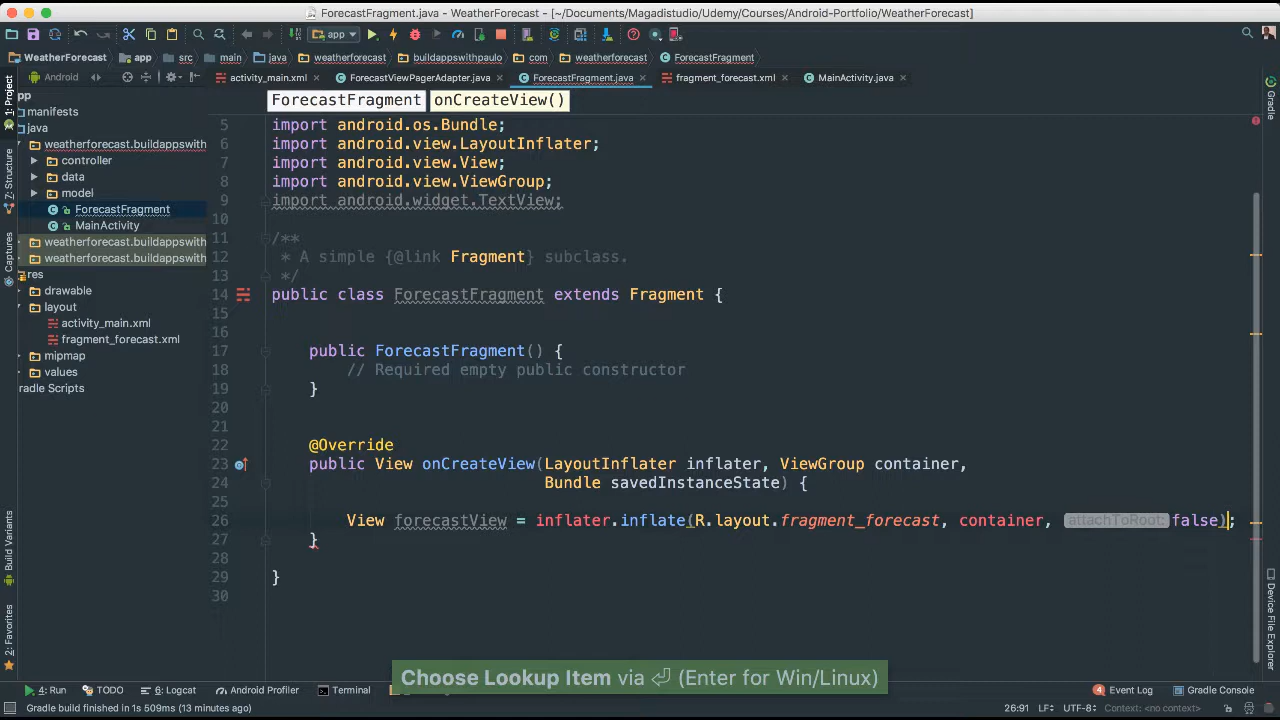 ForecastFragment.java - WeatherForecast - [~/Documents/Magadistudio/Udemy/Courses/Android-Portfolio/WeatherForecast]
app
WeatherForecast app src main java weatherforecast buildappswithpaulo com weatherforecast ForecastFragment
Android
activity_main.xml ForecastViewPagerAdapter.java ForecastFragment.java fragment_forecast.xml MainActivity.java
ForecastFragment onCreateView()
pp
manifests
java
weatherforecast.buildappswith
controller
data
model
ForecastFragment
MainActivity
weatherforecast.buildappswith
weatherforecast.buildappswith
res
drawable
layout
activity_main.xml
fragment_forecast.xml
mipmap
values
radle Scripts
1: Project
7: Structure
Captures
Build Variants
2: Favorites
5 import android.os.Bundle;
6 import android.view.LayoutInflater;
7 import android.view.View;
8 import android.view.ViewGroup;
9 import android.widget.TextView;
10
11 /**
12 * A simple {@link Fragment} subclass.
13 */
14 public class ForecastFragment extends Fragment {
15
16
17 public ForecastFragment() {
18 // Required empty public constructor
19 }
20
21
22 @Override
23 public View onCreateView(LayoutInflater inflater, ViewGroup container,
24 Bundle savedInstanceState) {
25
26 View forecastView = inflater.inflate(R.layout.fragment_forecast, container, attachToRoot: false);
27 }
28
29 }
30
Gradle
Device File Explorer
Choose Lookup Item via ⏎ (Enter for Win/Linux)
4: Run TODO 6: Logcat Android Profiler Terminal 4 Event Log Gradle Console
Gradle build finished in 1s 509ms (13 minutes ago) 26:91 LF÷ UTF-8÷ Context: <no context>